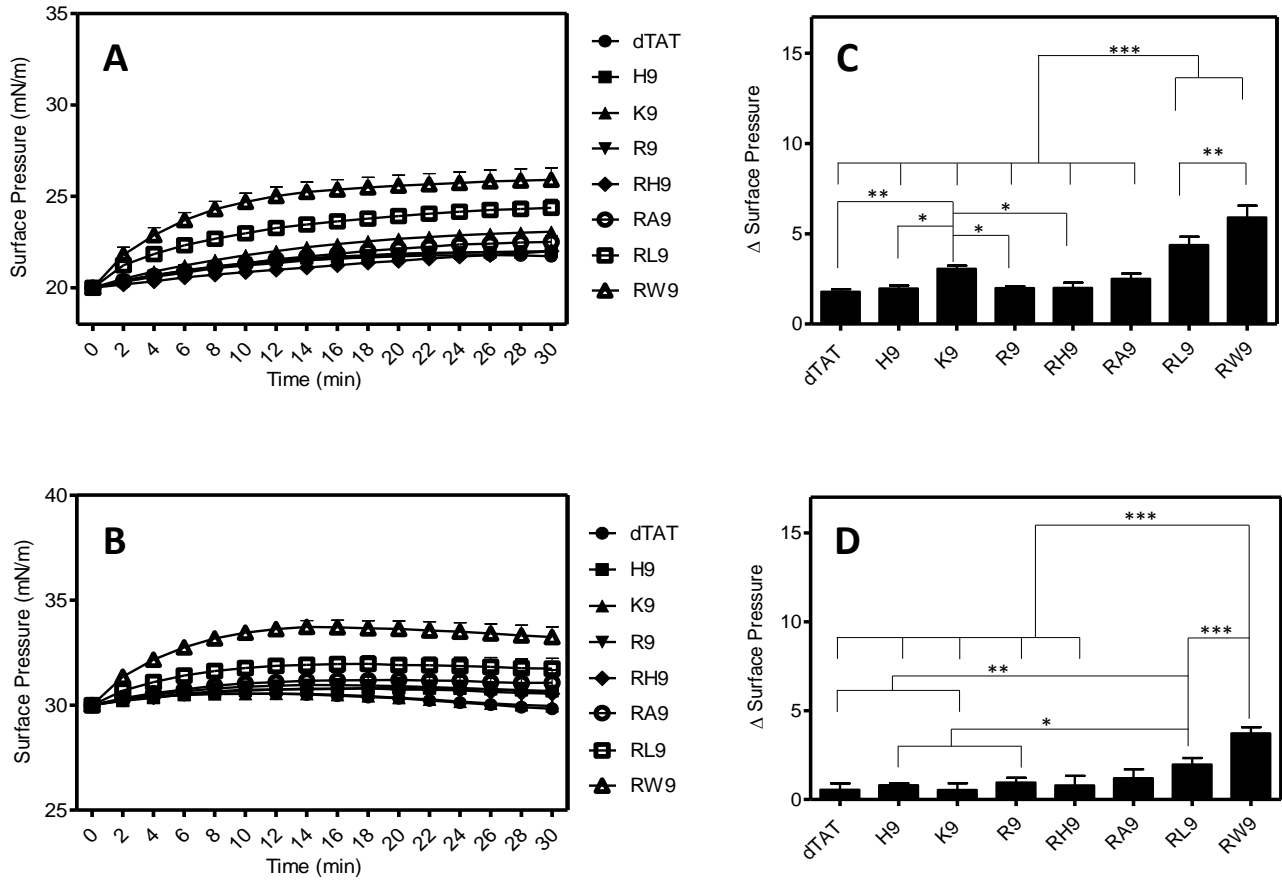 A
Surface Pressure (mN/m)
35
30
25
20
0 2 4 6 8 10 12 14 16 18 20 22 24 26 28 30
Time (min)
dTAT
H9
K9
R9
RH9
RA9
RL9
RW9
C
Δ Surface Pressure
15
10
5
0
***
**
**
*
*
*
dTAT H9 K9 R9 RH9 RA9 RL9 RW9
B
Surface Pressure (mN/m)
40
35
30
25
0 2 4 6 8 10 12 14 16 18 20 22 24 26 28 30
Time (min)
dTAT
H9
K9
R9
RH9
RA9
RL9
RW9
D
Δ Surface Pressure
15
10
5
0
***
***
**
*
dTAT H9 K9 R9 RH9 RA9 RL9 RW9